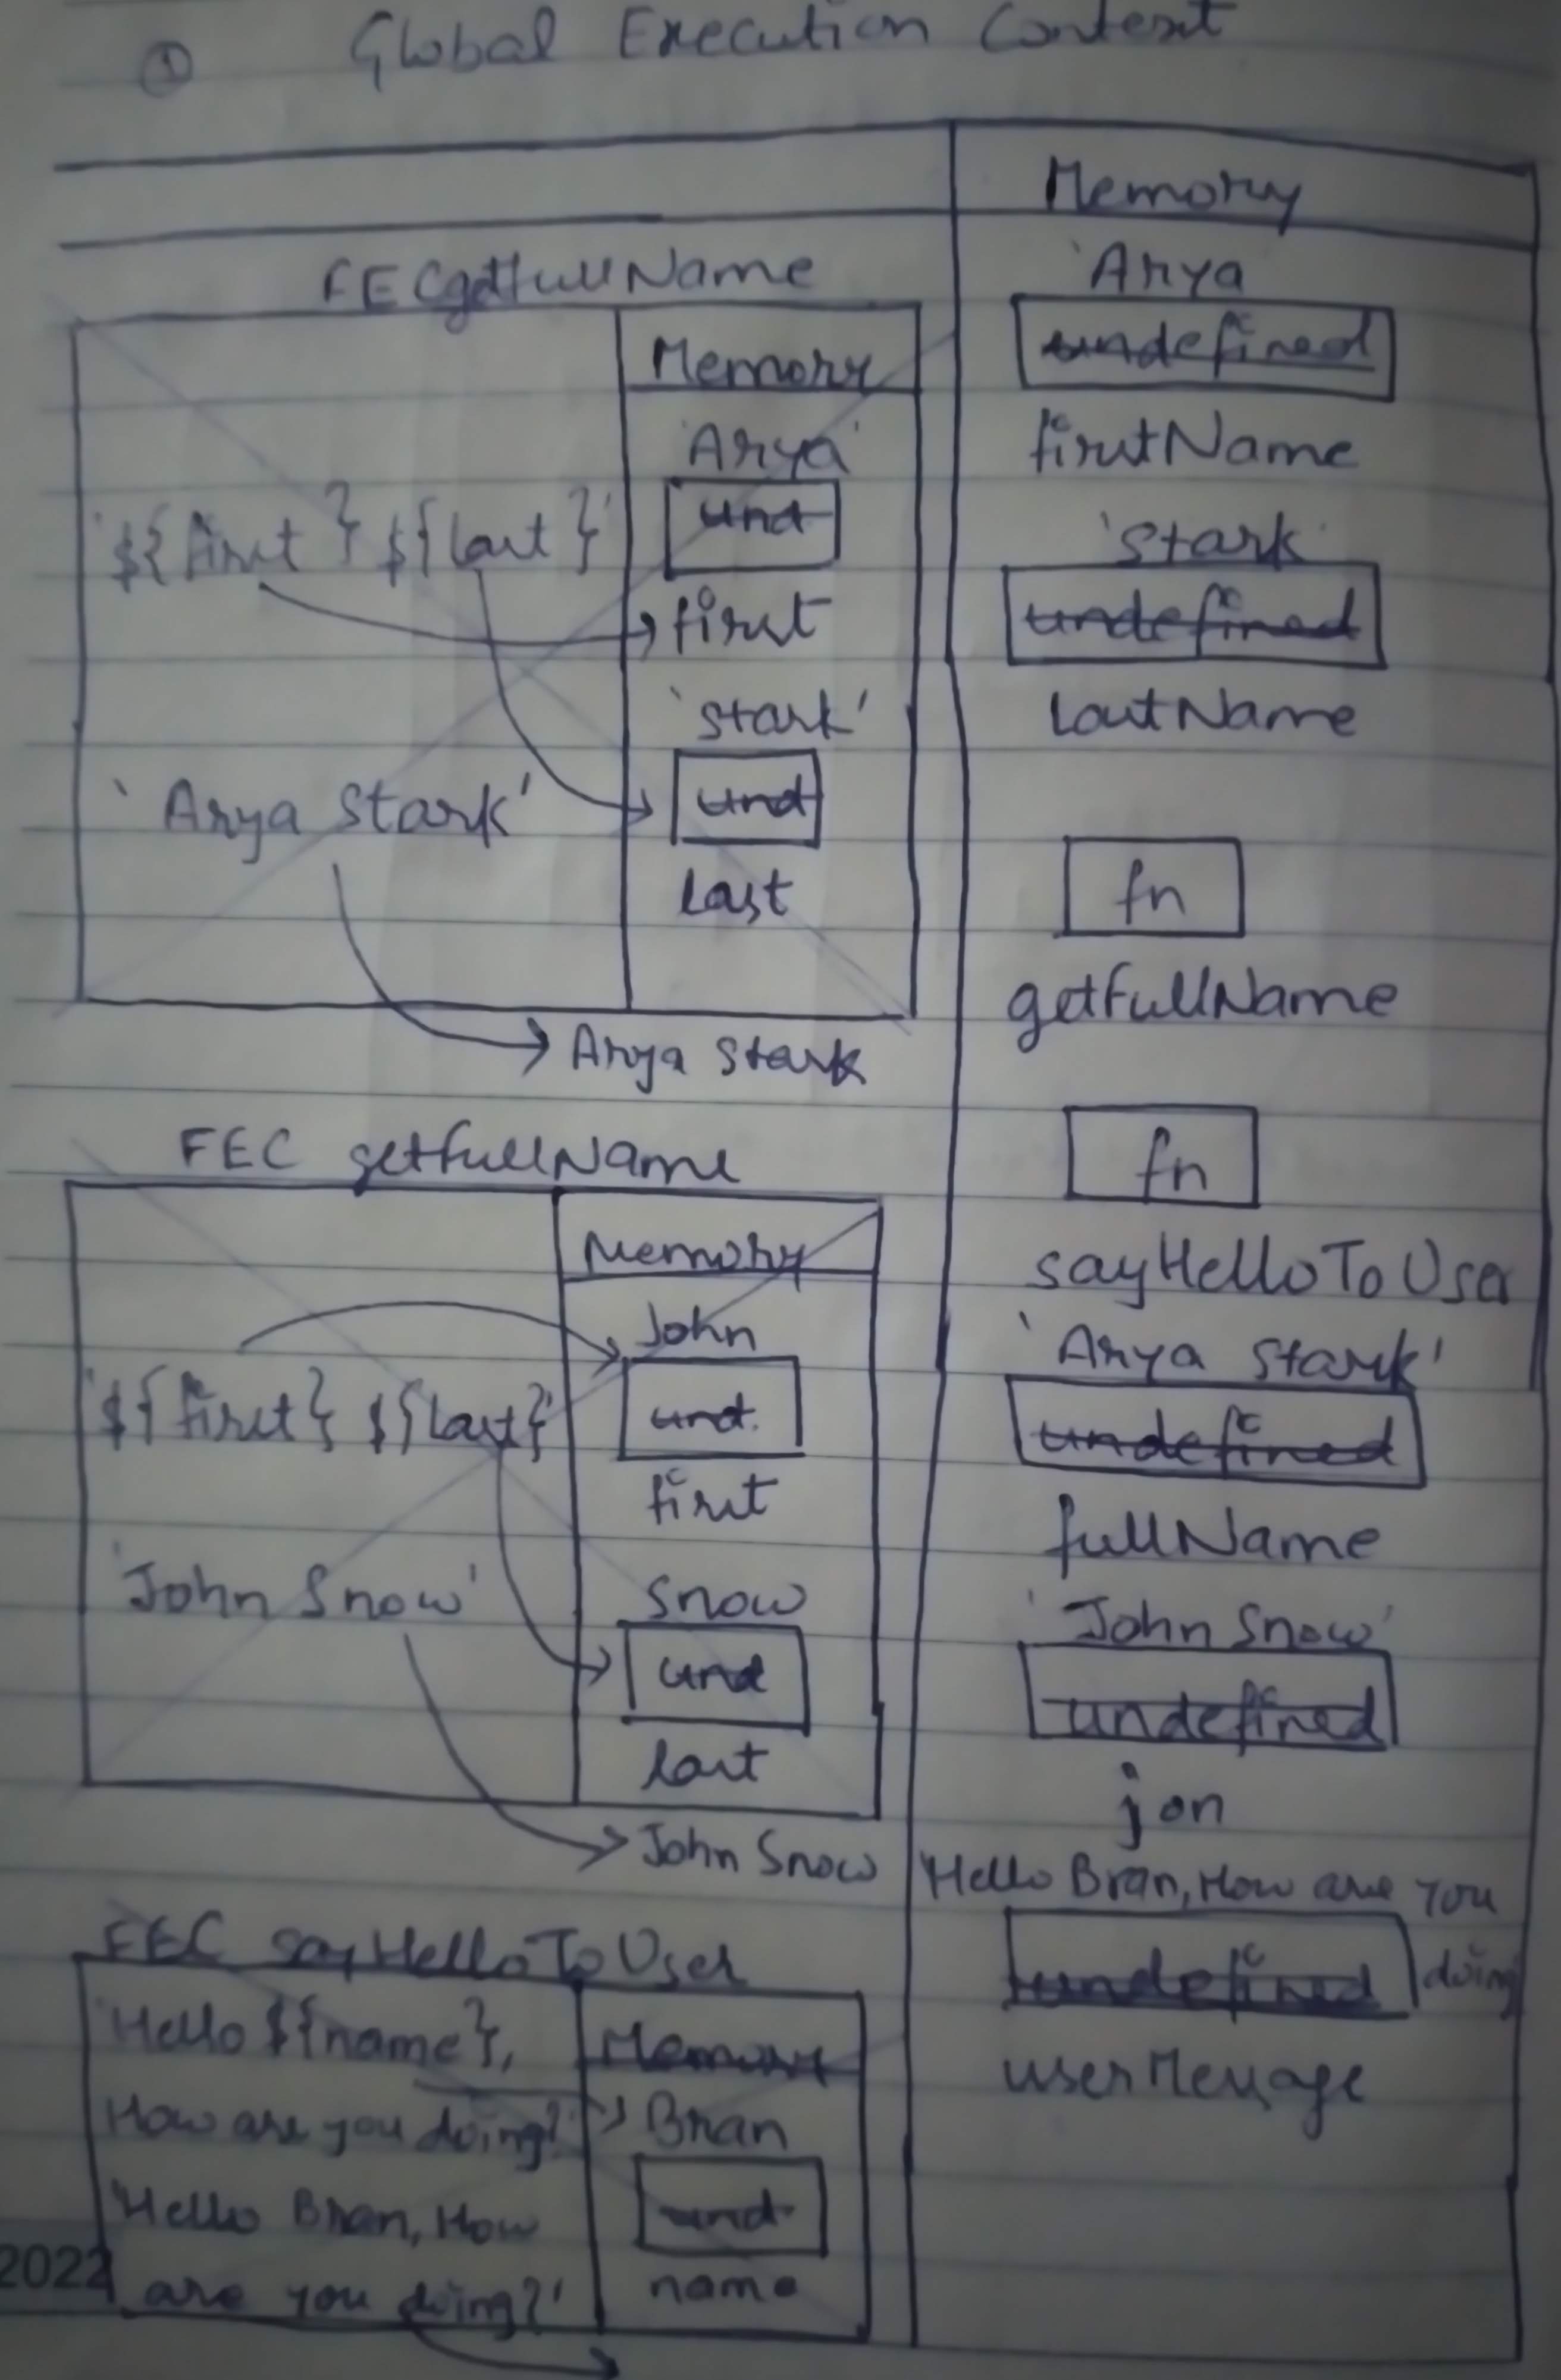 ① Global Execution Context
Memory
FEC getfullName
Memory
'Arya'
und
first
'stark'
und
last
`${first} ${last}`
'Arya Stark'
Arya Stark
FEC getfullName
Memory
John
und.
first
Snow
und
last
`${first} ${last}`
'John Snow'
John Snow
FEC sayHelloToUser
'Hello ${name},
How are you doing?'
'Hello Bran, How
are you doing?'
Memory
Bran
und
name
'Arya
undefined
firstName
'stark'
undefined
lastName
fn
getfullName
fn
sayHelloToUser
'Arya Stark'
undefined
fullName
'John Snow'
undefined
jon
'Hello Bran, How are you
doing
undefined
userMessage
2022